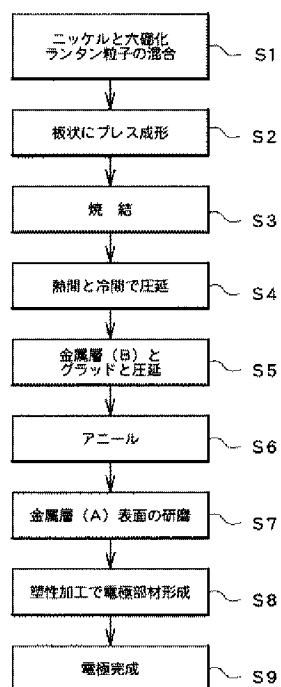 ニッケルと六硼化
ランタン粒子の混合
S1
板状にプレス成形
S2
焼 結
S3
熱間と冷間で圧延
S4
金属層（B）と
グラッドと圧延
S5
アニール
S6
金属層（A）表面の研磨
S7
塑性加工で電極部材形成
S8
電極完成
S9